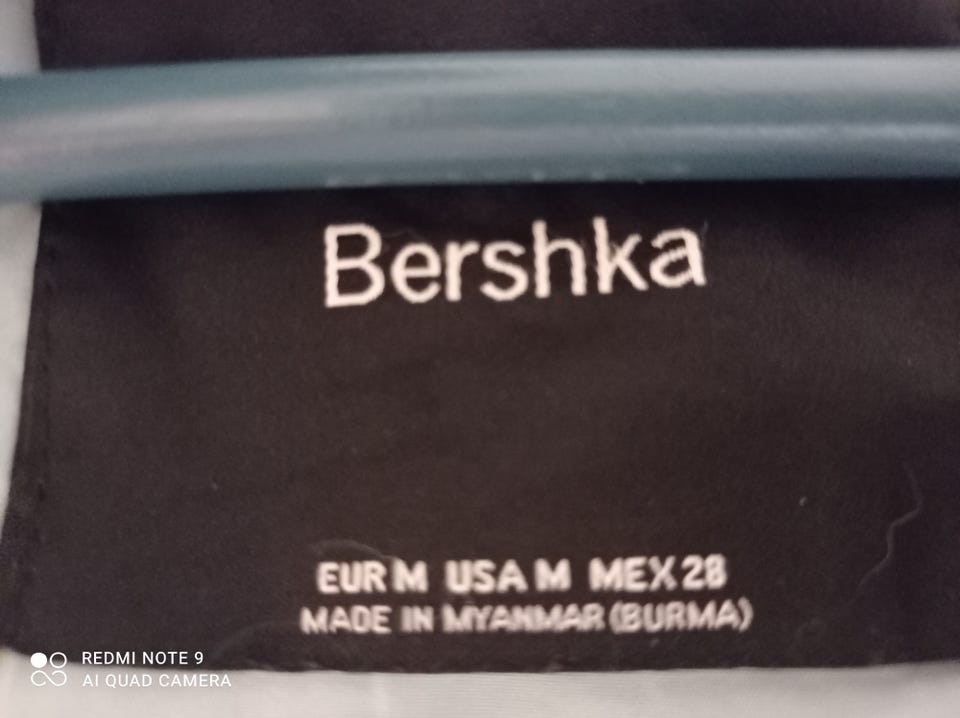 Bershka
EUR M USA M MEX 28
MADE IN MYANMAR (BURMA)
REDMI NOTE 9
AI QUAD CAMERA